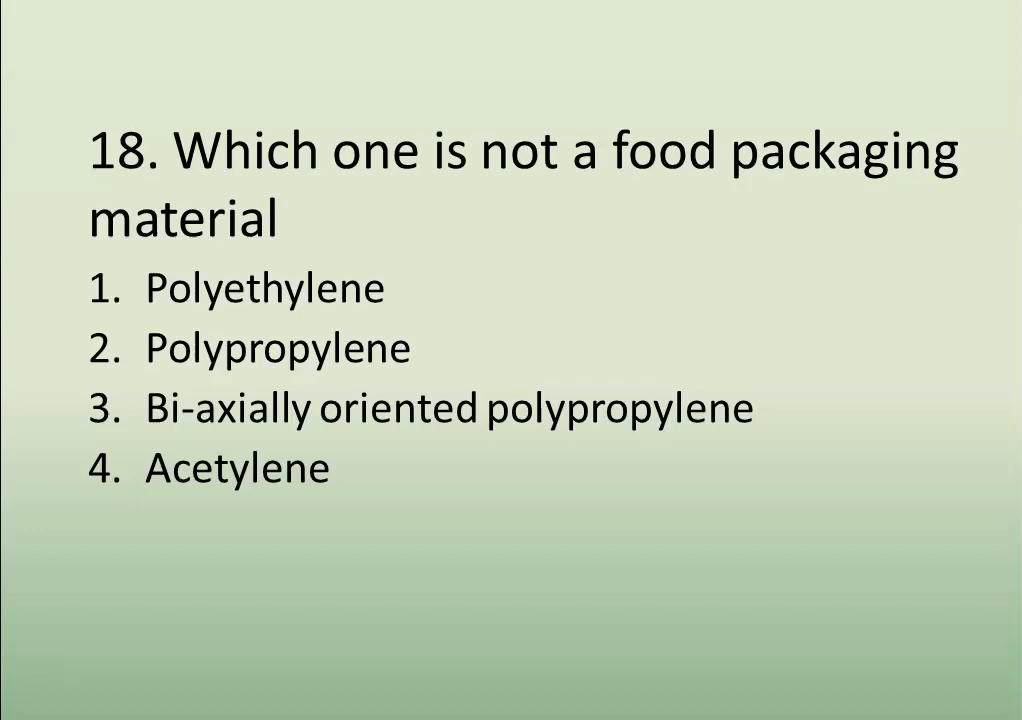 18. Which one is not a food packaging
material
1. Polyethylene
2. Polypropylene
3. Bi-axially oriented polypropylene
4. Acetylene